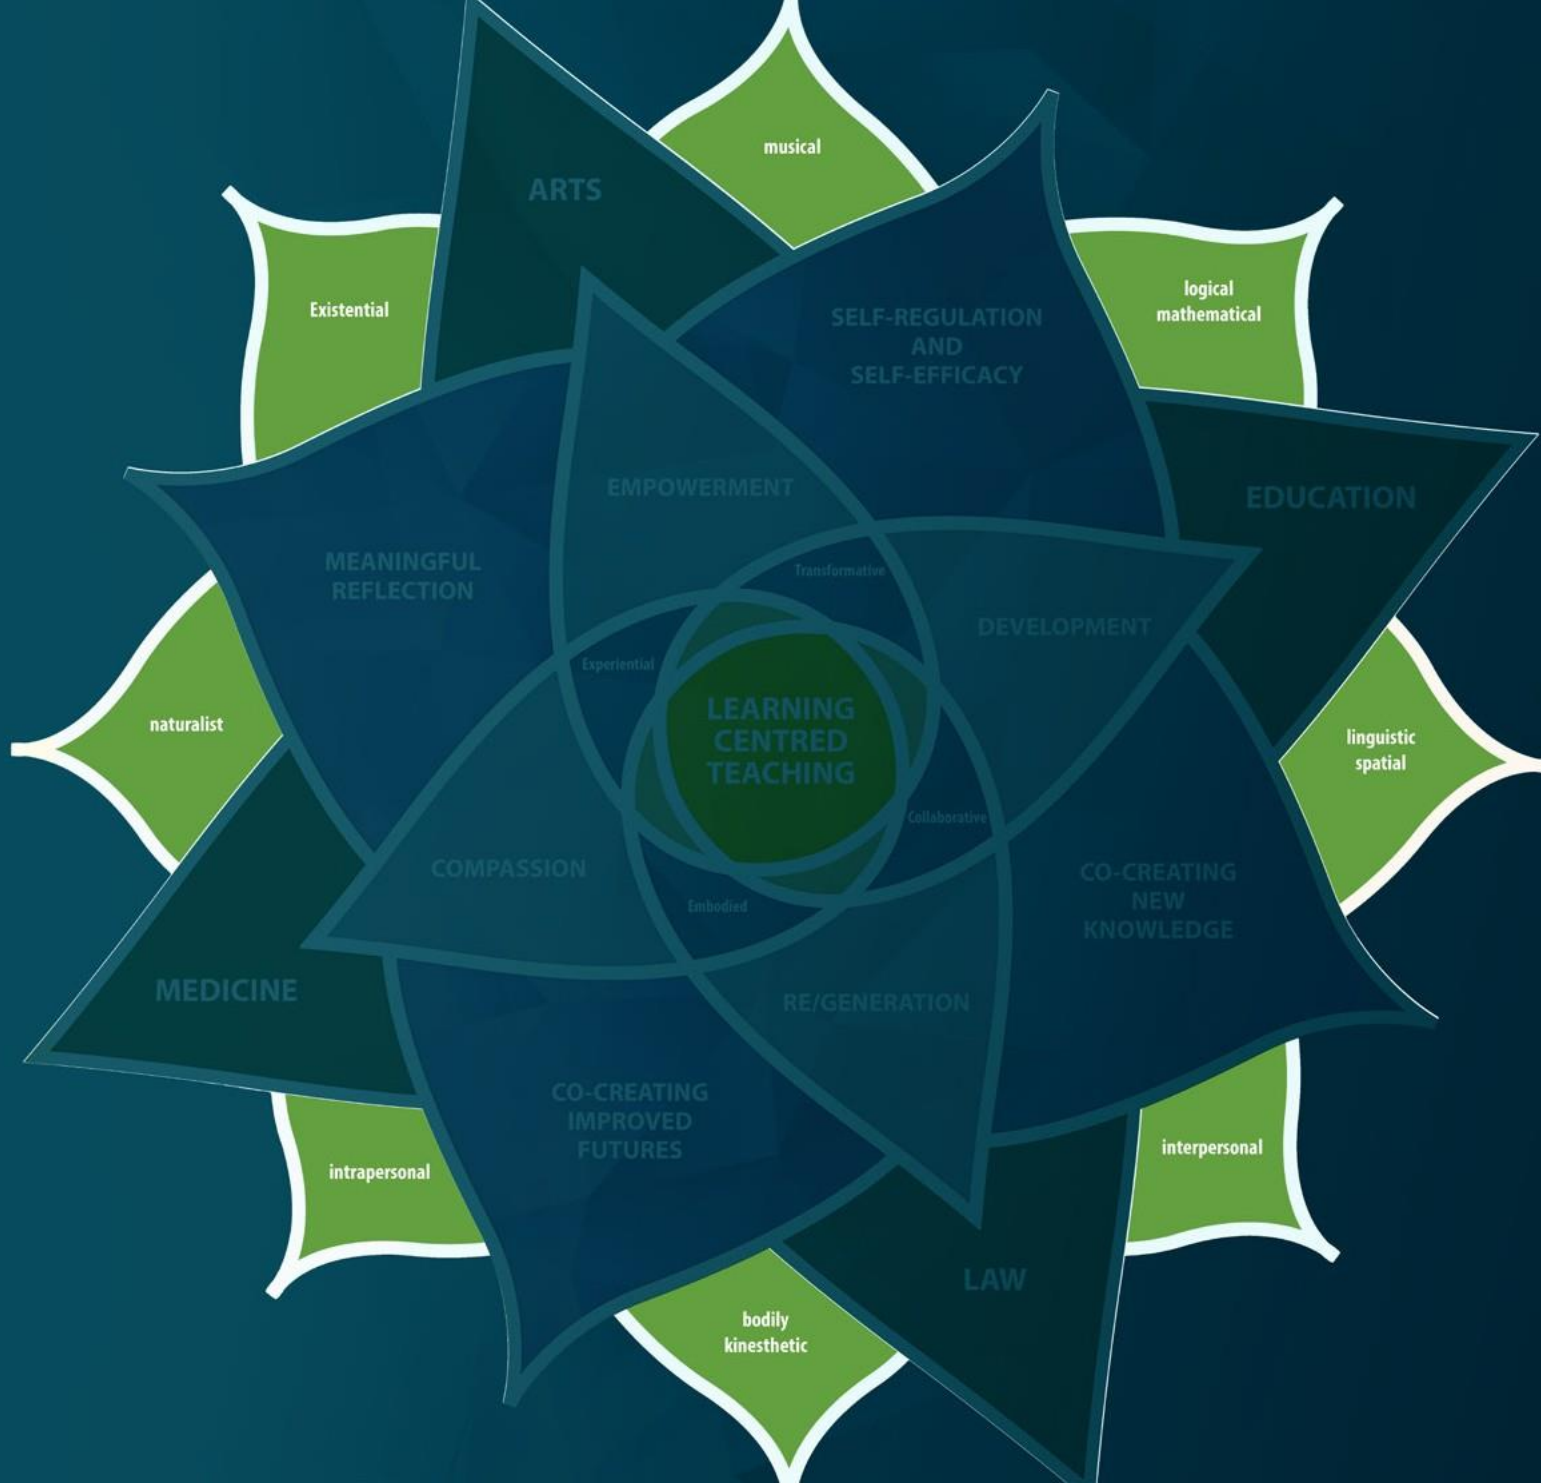 musical
ARTS
Existential
logical
mathematical
SELF-REGULATION
AND
SELF-EFFICACY
EMPOWERMENT
EDUCATION
MEANINGFUL
REFLECTION
Transformative
DEVELOPMENT
Experiential
LEARNING
CENTRED
TEACHING
naturalist
linguistic
spatial
Collaborative
COMPASSION
CO-CREATING
NEW
KNOWLEDGE
Embodied
MEDICINE
RE/GENERATION
CO-CREATING
IMPROVED
FUTURES
interpersonal
intrapersonal
LAW
bodily
kinesthetic